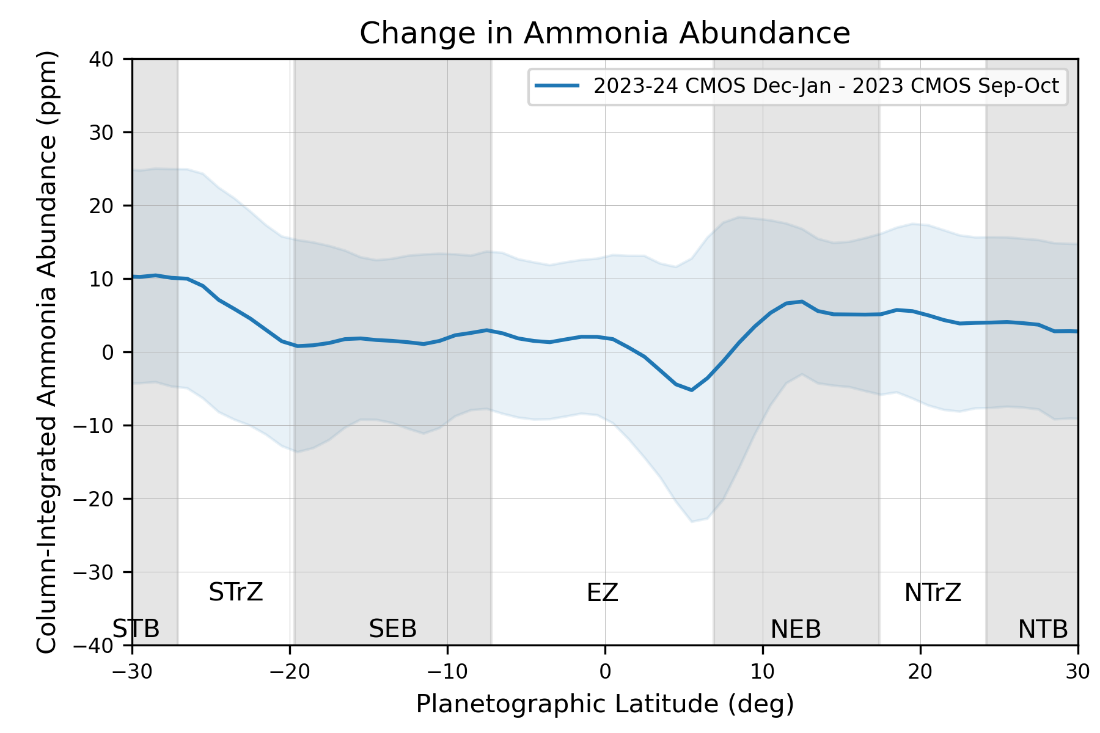 Change in Ammonia Abundance
2023-24 CMOS Dec-Jan - 2023 CMOS Sep-Oct
Column-Integrated Ammonia Abundance (ppm)
40
30
20
10
0
−10
−20
−30
−40
STrZ
EZ
NTrZ
STB
SEB
NEB
NTB
−30
−20
−10
0
10
20
30
Planetographic Latitude (deg)